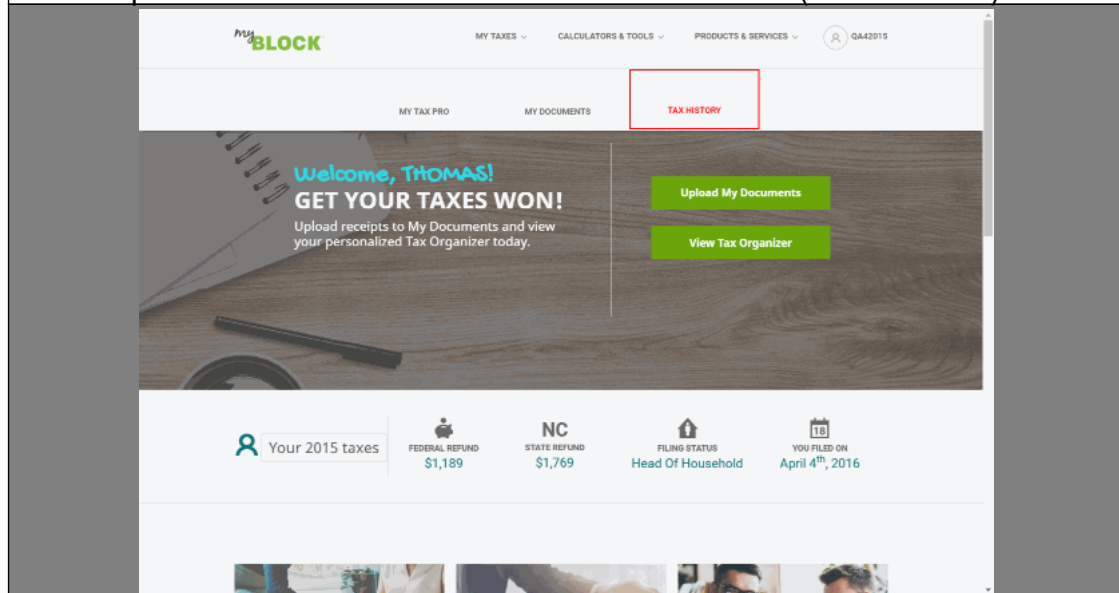 my BLOCK
MY TAXES
CALCULATORS & TOOLS
PRODUCTS & SERVICES
QA42015
MY TAX PRO
MY DOCUMENTS
TAX HISTORY
Welcome, THOMAS!
GET YOUR TAXES WON!
Upload receipts to My Documents and view
your personalized Tax Organizer today.
Upload My Documents
View Tax Organizer
Your 2015 taxes
FEDERAL REFUND
$1,189
NC
STATE REFUND
$1,769
FILING STATUS
Head Of Household
18
YOU FILED ON
April 4th, 2016